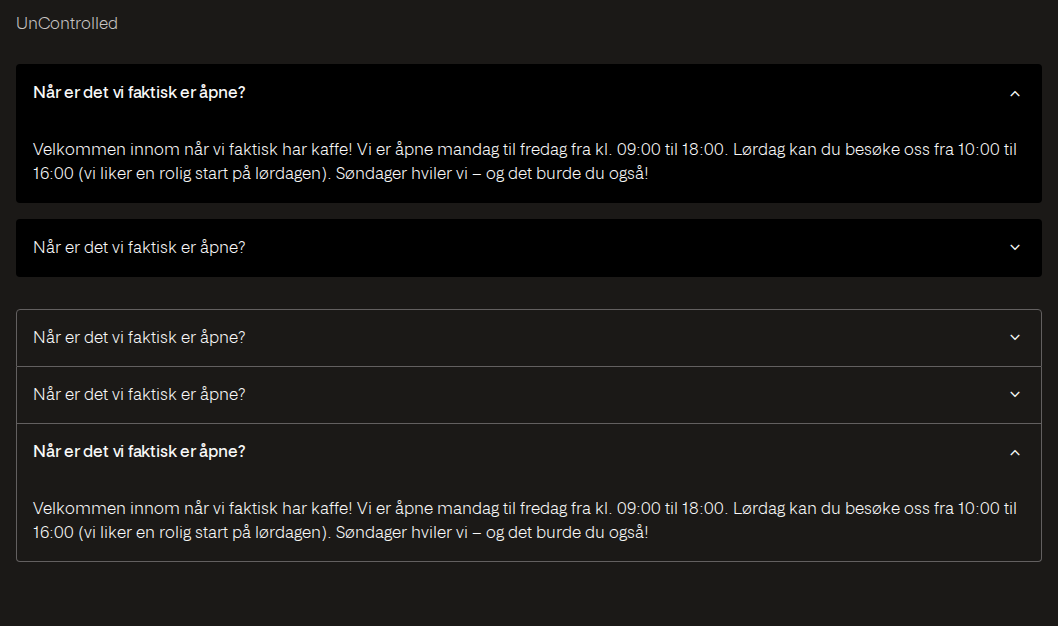 UnControlled
Når er det vi faktisk er åpne?
Velkommen innom når vi faktisk har kaffe! Vi er åpne mandag til fredag fra kl. 09:00 til 18:00. Lørdag kan du besøke oss fra 10:00 til
16:00 (vi liker en rolig start på lørdagen). Søndager hviler vi – og det burde du også!
Når er det vi faktisk er åpne?
Når er det vi faktisk er åpne?
Når er det vi faktisk er åpne?
Når er det vi faktisk er åpne?
Velkommen innom når vi faktisk har kaffe! Vi er åpne mandag til fredag fra kl. 09:00 til 18:00. Lørdag kan du besøke oss fra 10:00 til
16:00 (vi liker en rolig start på lørdagen). Søndager hviler vi – og det burde du også!